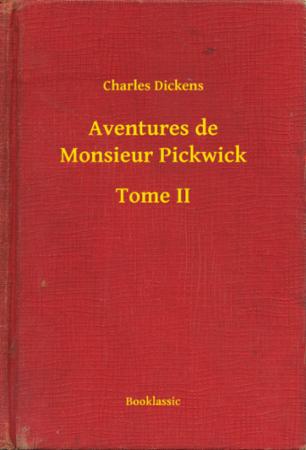 Charles Dickens
Aventures de
Monsieur Pickwick
Tome II
Booklassic